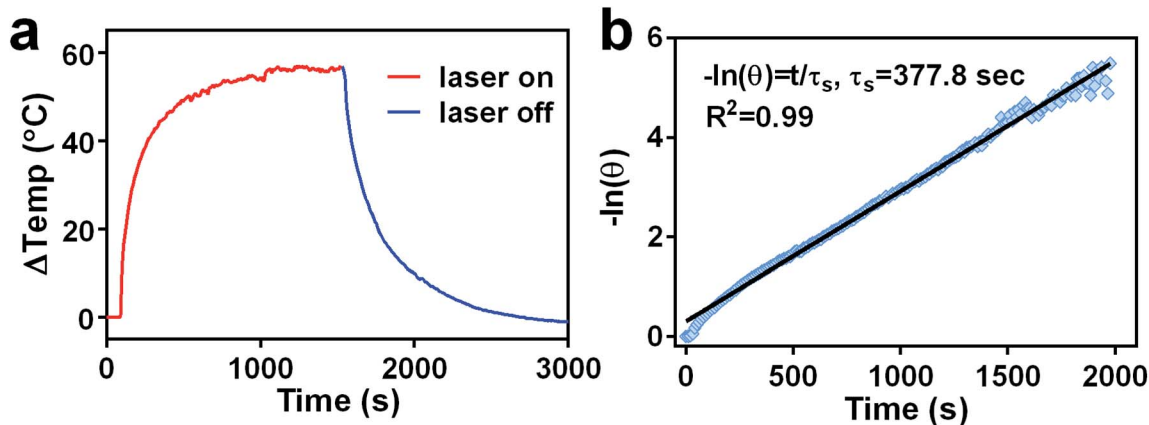 a
60
40
20
0
ΔTemp (°C)
laser on
laser off
0 1000 2000 3000
Time (s)
b
6
4
2
0
-ln(θ)
-ln(θ)=t/τs, τs=377.8 sec
R²=0.99
0 500 1000 1500 2000
Time (s)